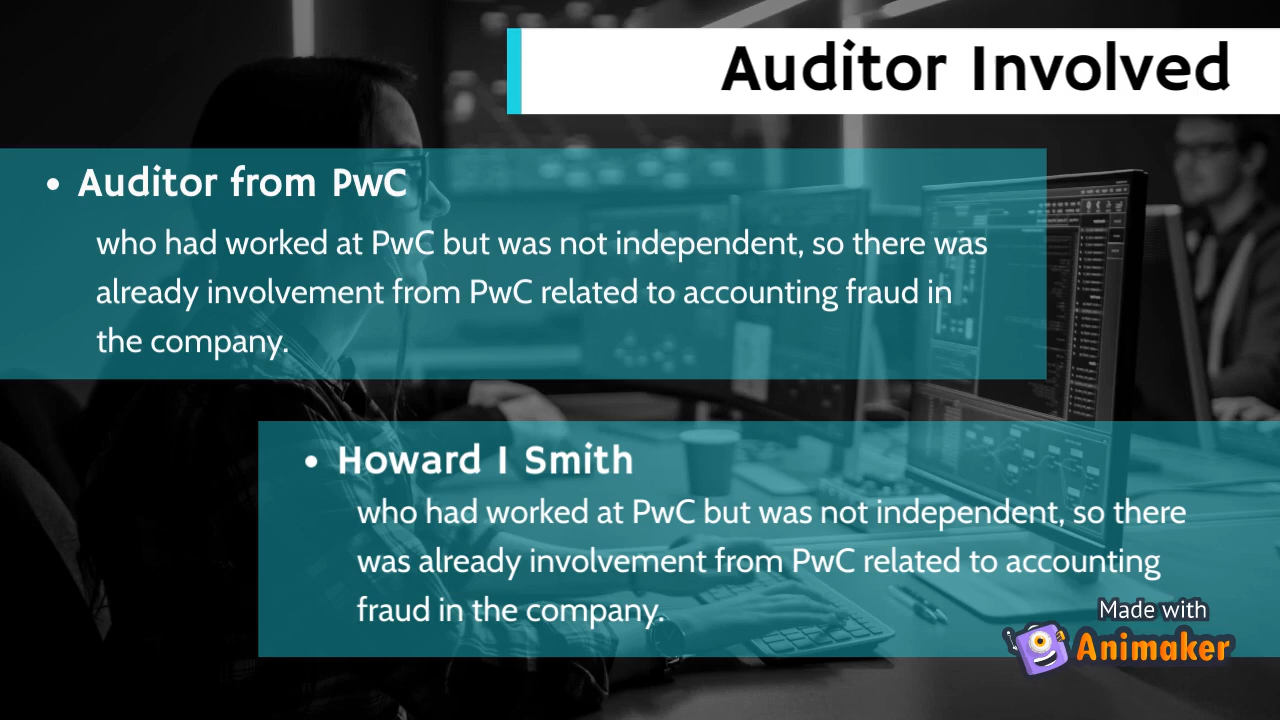 Auditor Involved
• Auditor from PwC
who had worked at PwC but was not independent, so there was
already involvement from PwC related to accounting fraud in
the company.
• Howard I Smith
who had worked at PwC but was not independent, so there
was already involvement from PwC related to accounting
fraud in the company.
Made with
Animaker